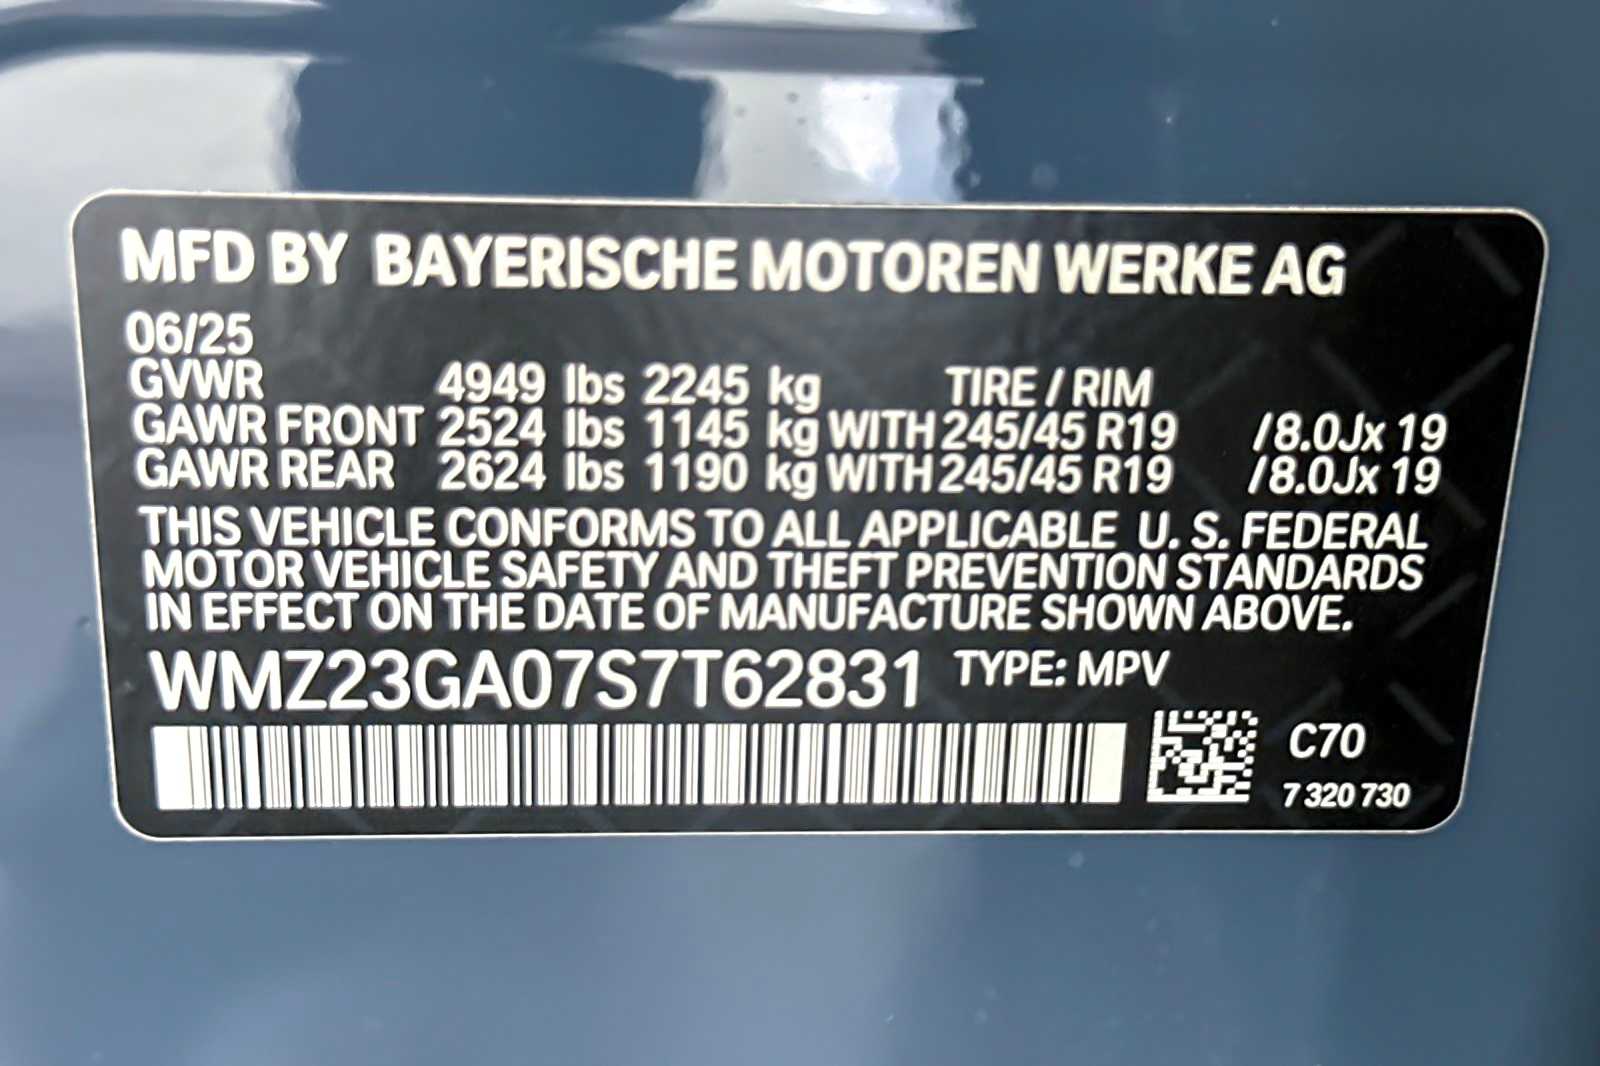 MFD BY BAYERISCHE MOTOREN WERKE AG
06/25
GVWR 4949 lbs 2245 kg TIRE / RIM
GAWR FRONT 2524 lbs 1145 kg WITH 245/45 R19 /8.0Jx 19
GAWR REAR 2624 lbs 1190 kg WITH 245/45 R19 /8.0Jx 19
THIS VEHICLE CONFORMS TO ALL APPLICABLE U. S. FEDERAL
MOTOR VEHICLE SAFETY AND THEFT PREVENTION STANDARDS
IN EFFECT ON THE DATE OF MANUFACTURE SHOWN ABOVE.
WMZ23GA07S7T62831 TYPE: MPV
C70
7 320 730